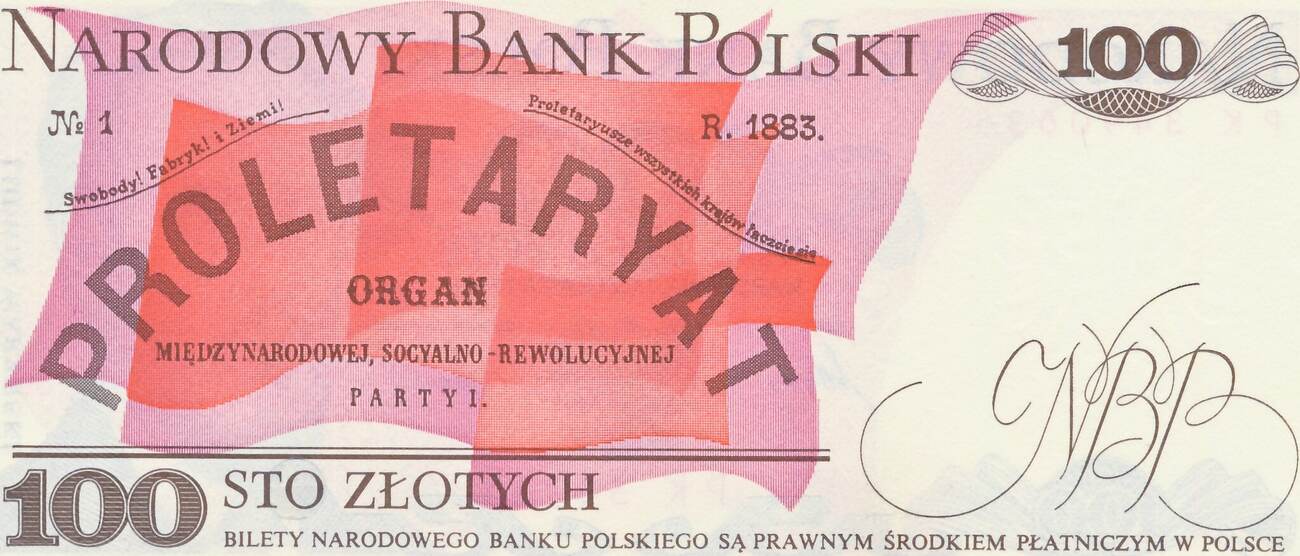 NARODOWY BANK POLSKI
100
№ 1
Swobody! Fabryk! i Ziemi!
Proletaryusze wszystkich krajów łączcie się
R. 1883.
PROLETARYAT
ORGAN
MIĘDZYNARODOWEJ, SOCYALNO-REWOLUCYJNEJ
PARTYI.
NBP
100
STO ZŁOTYCH
BILETY NARODOWEGO BANKU POLSKIEGO SĄ PRAWNYM ŚRODKIEM PŁATNICZYM W POLSCE